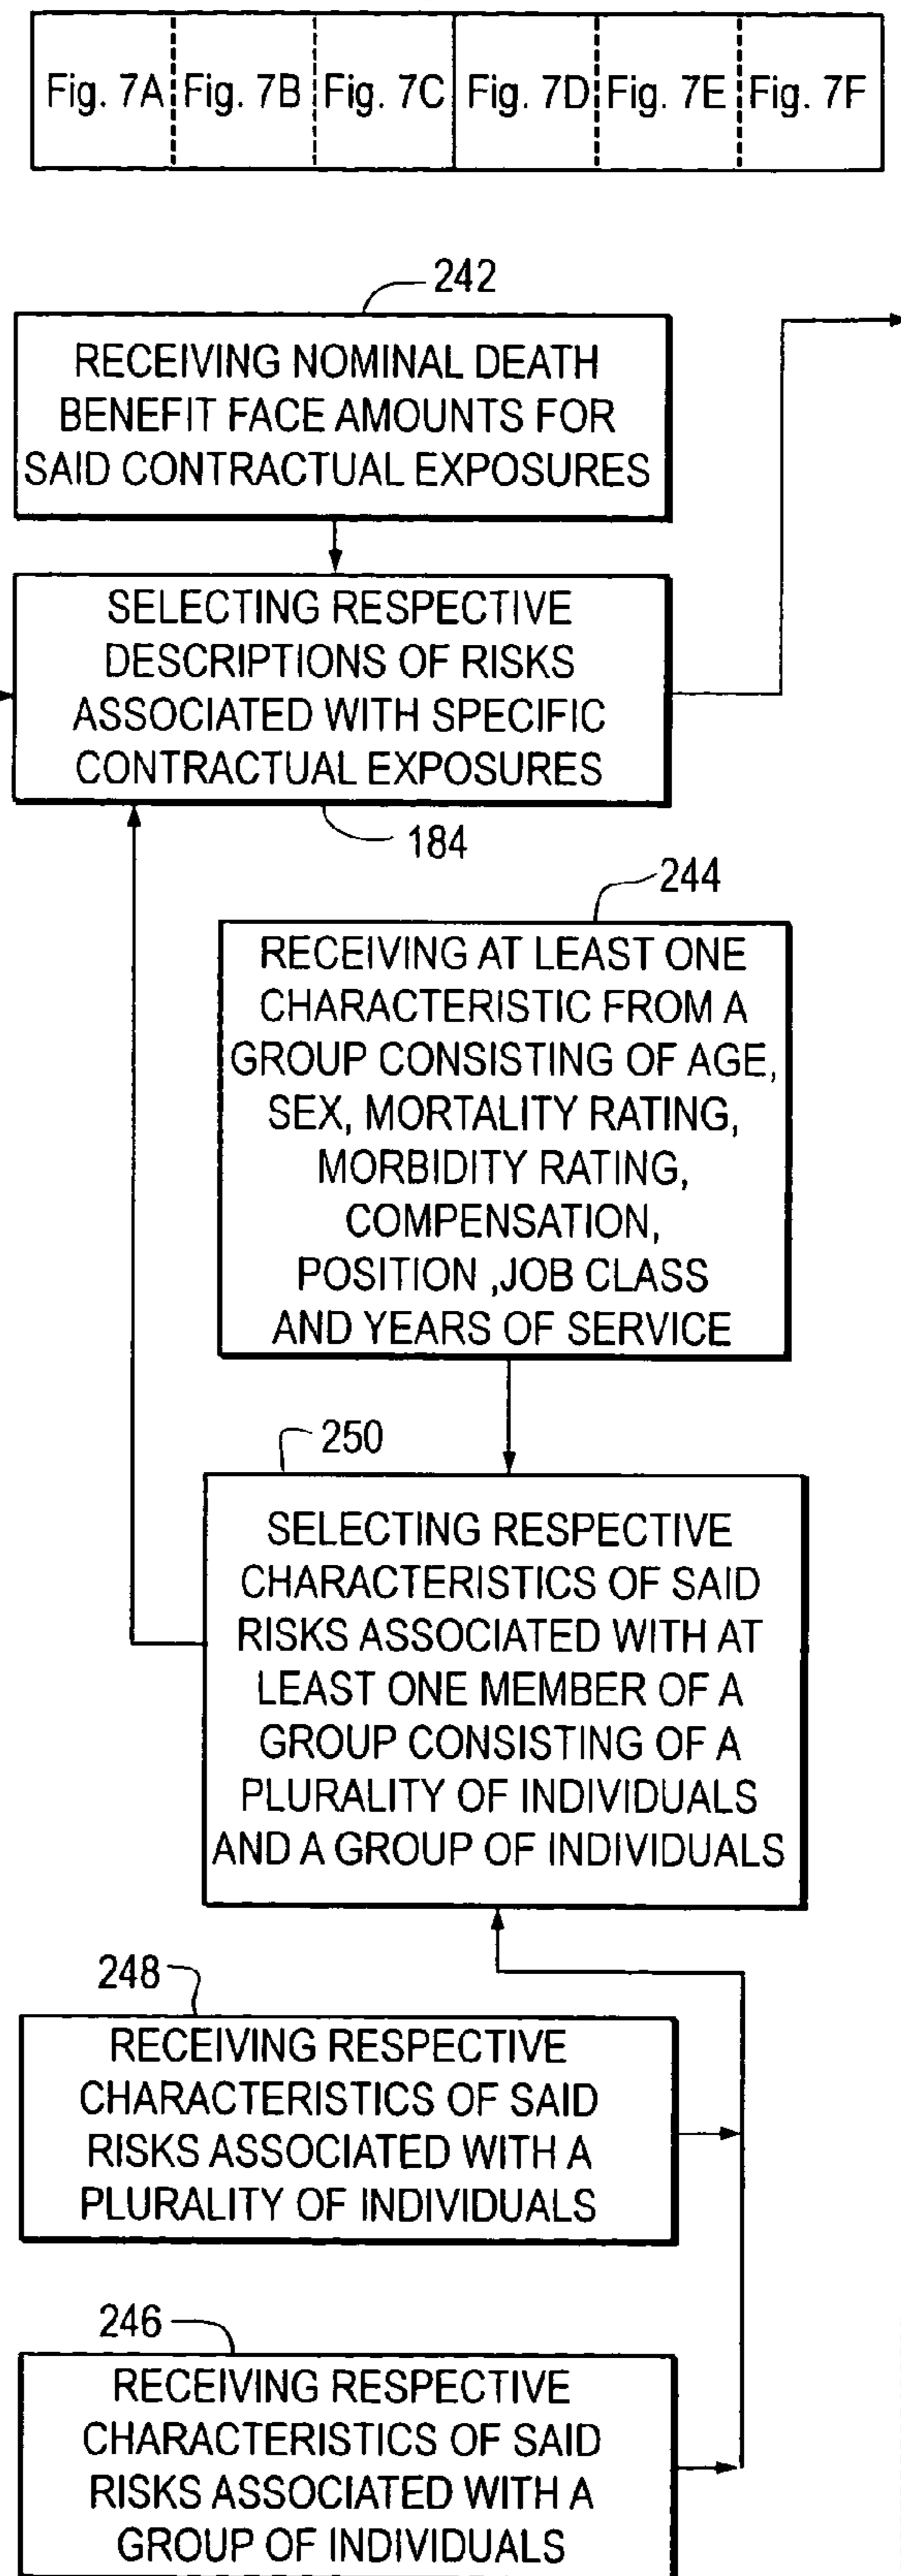 Fig. 7A Fig. 7B Fig. 7C Fig. 7D Fig. 7E Fig. 7F
242
RECEIVING NOMINAL DEATH
BENEFIT FACE AMOUNTS FOR
SAID CONTRACTUAL EXPOSURES
SELECTING RESPECTIVE
DESCRIPTIONS OF RISKS
ASSOCIATED WITH SPECIFIC
CONTRACTUAL EXPOSURES
184
244
RECEIVING AT LEAST ONE
CHARACTERISTIC FROM A
GROUP CONSISTING OF AGE,
SEX, MORTALITY RATING,
MORBIDITY RATING,
COMPENSATION,
POSITION ,JOB CLASS
AND YEARS OF SERVICE
250
SELECTING RESPECTIVE
CHARACTERISTICS OF SAID
RISKS ASSOCIATED WITH AT
LEAST ONE MEMBER OF A
GROUP CONSISTING OF A
PLURALITY OF INDIVIDUALS
AND A GROUP OF INDIVIDUALS
248
RECEIVING RESPECTIVE
CHARACTERISTICS OF SAID
RISKS ASSOCIATED WITH A
PLURALITY OF INDIVIDUALS
246
RECEIVING RESPECTIVE
CHARACTERISTICS OF SAID
RISKS ASSOCIATED WITH A
GROUP OF INDIVIDUALS